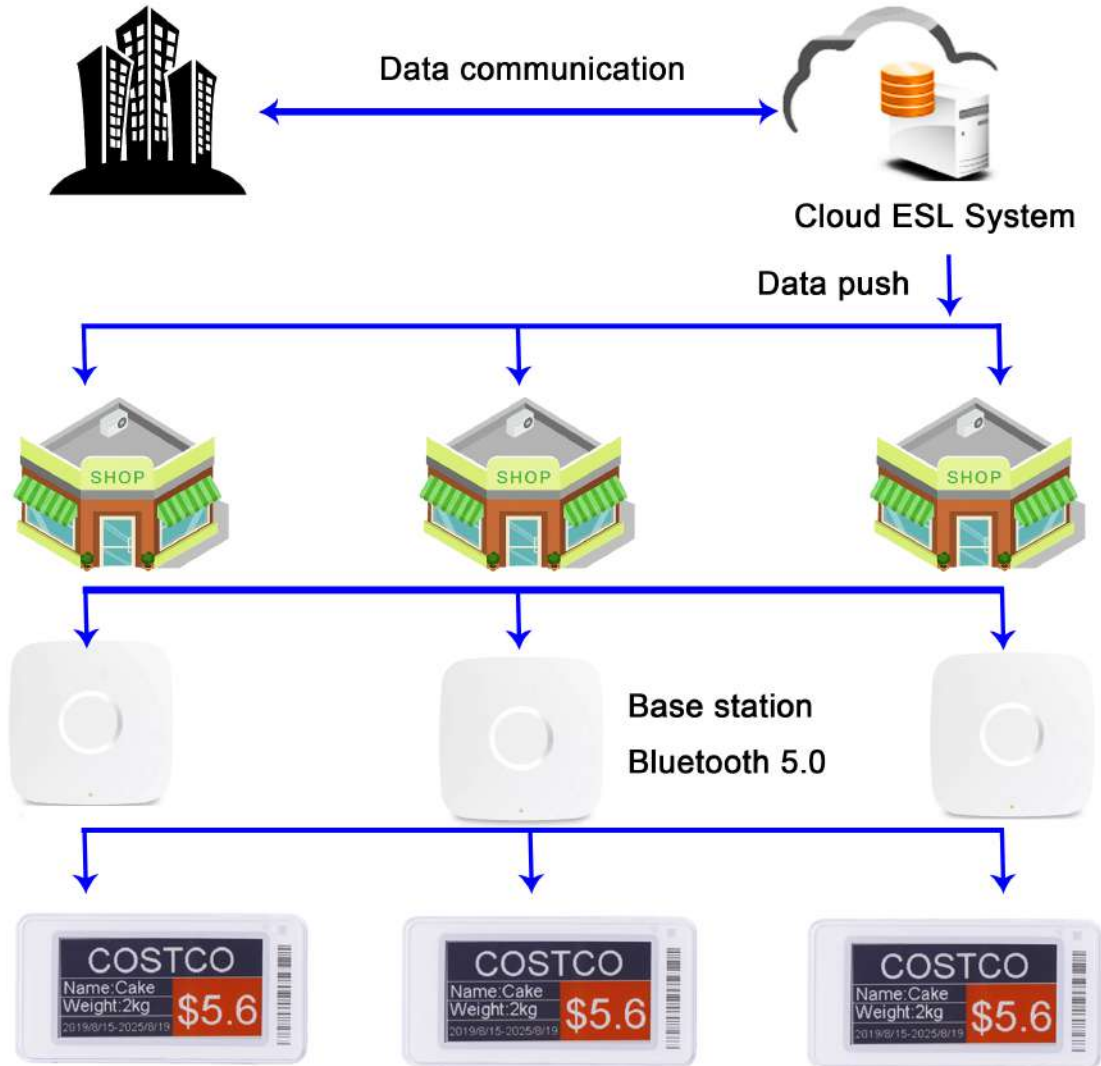 Data communication
Cloud ESL System
Data push
SHOP
SHOP
SHOP
Base station
Bluetooth 5.0
COSTCO
Name:Cake
Weight:2kg
$5.6
2019/8/15-2025/8/19
COSTCO
Name:Cake
Weight:2kg
$5.6
2019/8/15-2025/8/19
COSTCO
Name:Cake
Weight:2kg
$5.6
2019/8/15-2025/8/19